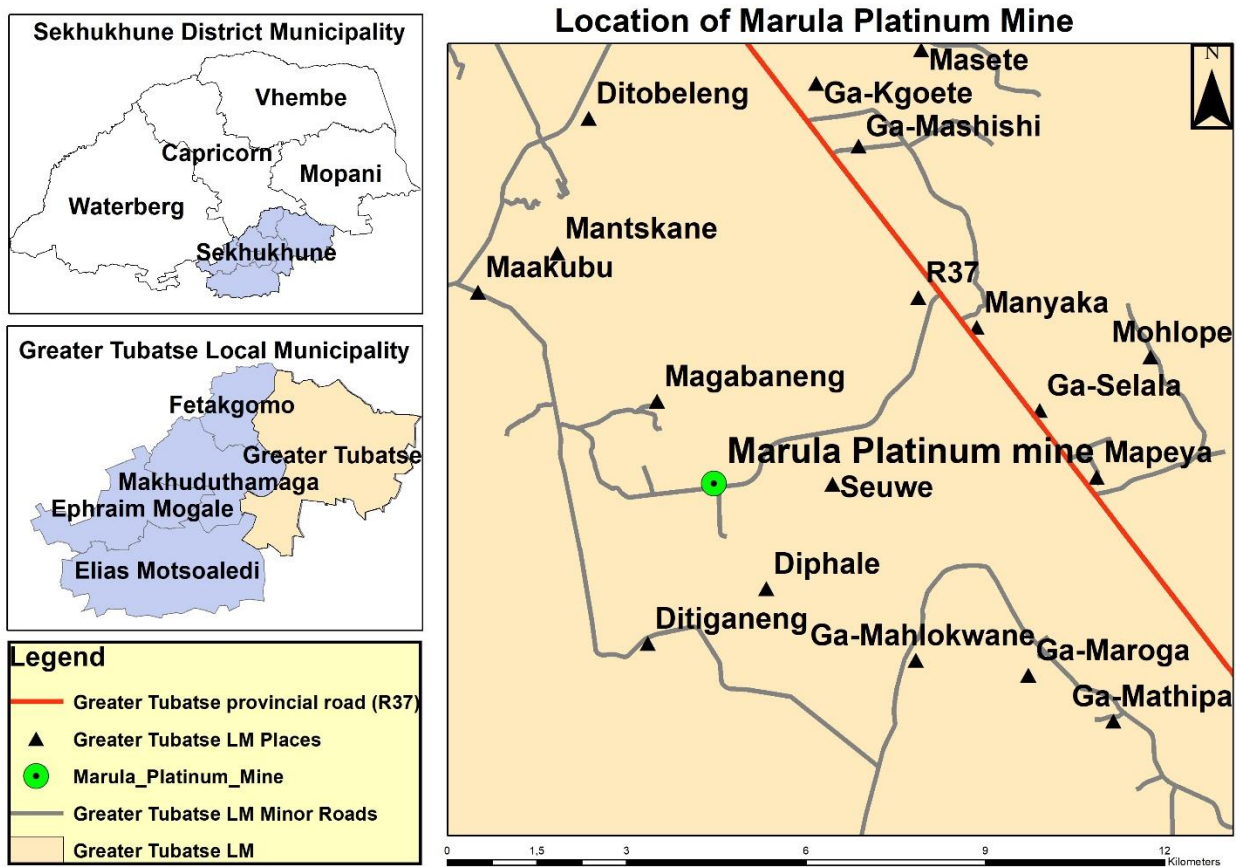 Sekhukhune District Municipality
Vhembe
Capricorn
Mopani
Waterberg
Sekhukhune
Greater Tubatse Local Municipality
Fetakgomo
Greater Tubatse
Makhuduthamaga
Ephraim Mogale
Elias Motsoaledi
Legend
Greater Tubatse provincial road (R37)
Greater Tubatse LM Places
Marula_Platinum_Mine
Greater Tubatse LM Minor Roads
Greater Tubatse LM
Location of Marula Platinum Mine
N
Masete
Ditobeleng
Ga-Kgoete
Ga-Mashishi
Mantskane
Maakubu
R37
Manyaka
Mohlope
Magabaneng
Ga-Selala
Marula Platinum mine
Mapeya
Seuwe
Diphale
Ditiganeng
Ga-Mahlokwane
Ga-Maroga
Ga-Mathipa
0 1,5 3 6 9 12
Kilometers